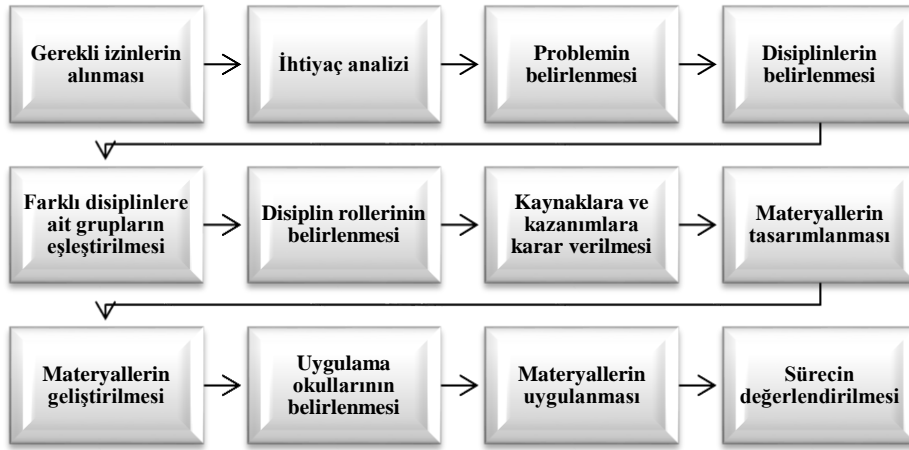 Gerekli izinlerin
alınması
İhtiyaç analizi
Problemin
belirlenmesi
Disiplinlerin
belirlenmesi
Farklı disiplinlere
ait grupların
eşleştirilmesi
Disiplin rollerinin
belirlenmesi
Kaynaklara ve
kazanımlara
karar verilmesi
Materyallerin
tasarımlanması
Materyallerin
geliştirilmesi
Uygulama
okullarının
belirlenmesi
Materyallerin
uygulanması
Sürecin
değerlendirilmesi